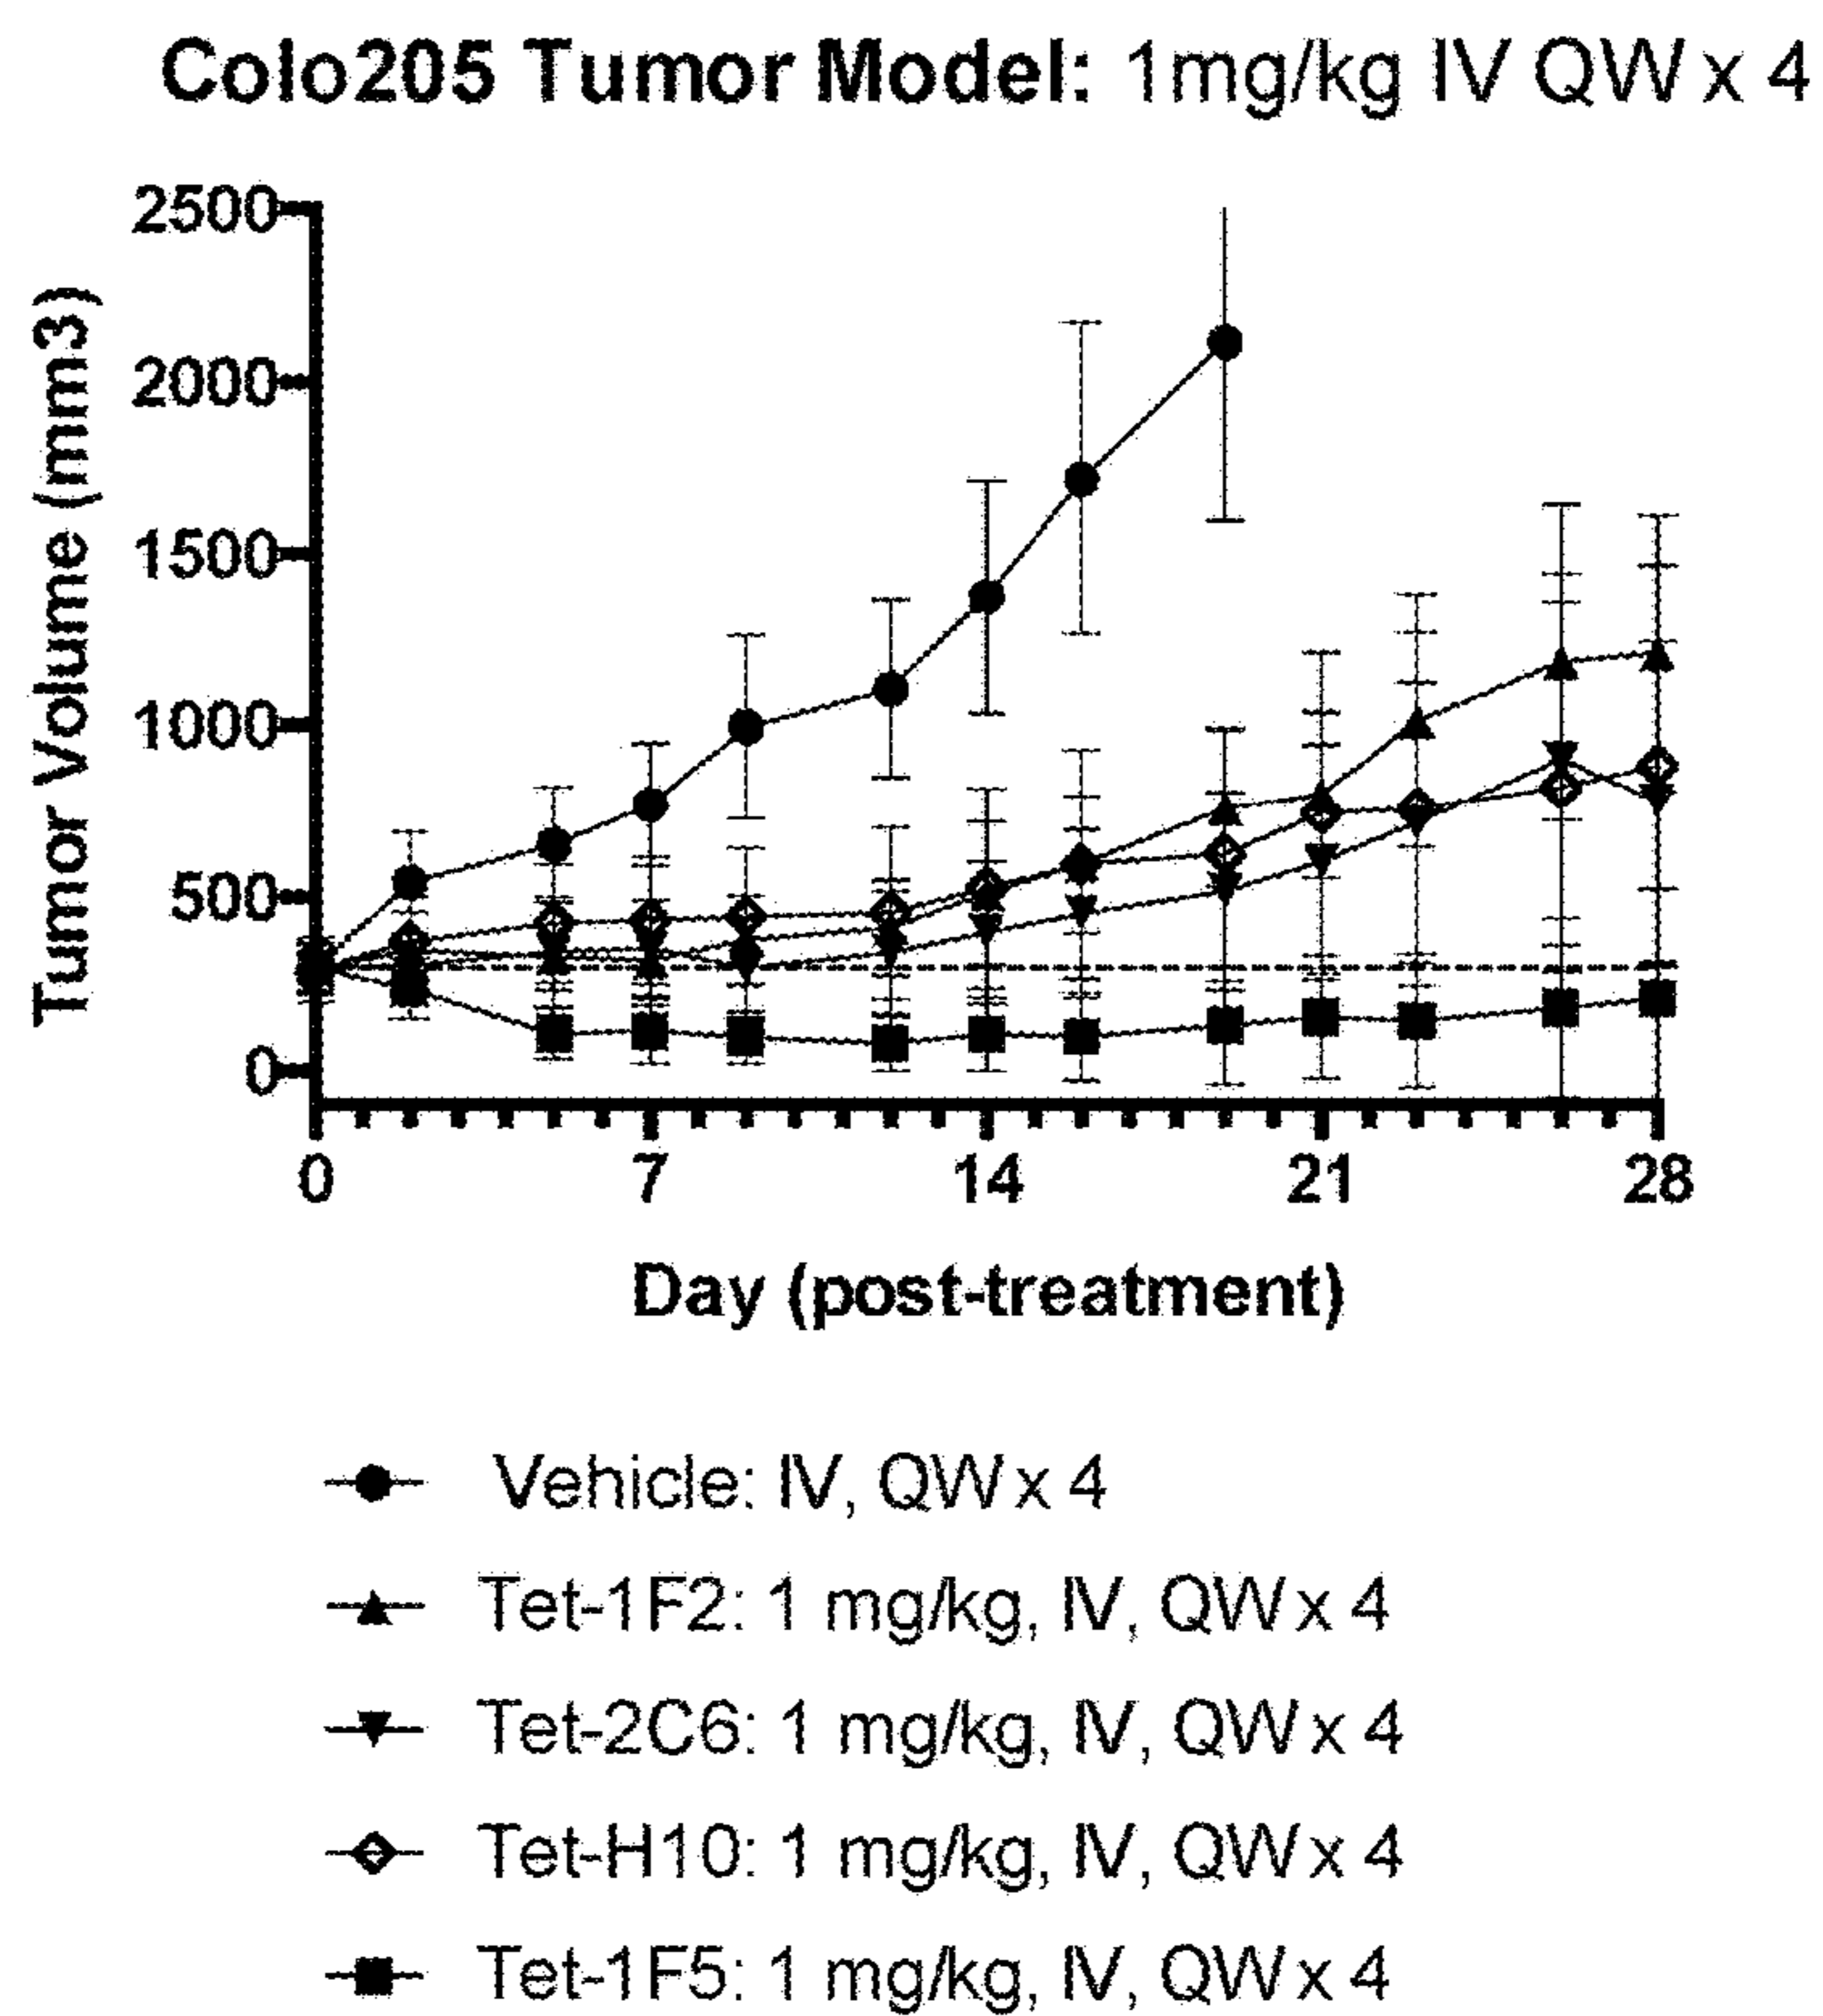 Colo205 Tumor Model: 1mg/kg IV QW x 4
Tumor Volume (mm3)
2500
2000
1500
1000
500
0
0 7 14 21 28
Day (post-treatment)
Vehicle: IV, QW x 4
Tet-1F2: 1 mg/kg, IV, QW x 4
Tet-2C6: 1 mg/kg, IV, QW x 4
Tet-H10: 1 mg/kg, IV, QW x 4
Tet-1F5: 1 mg/kg, IV, QW x 4